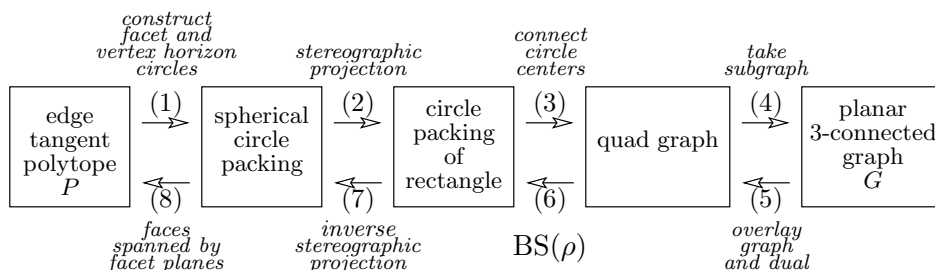 construct
facet and
vertex horizon
circles
stereographic
projection
connect
circle
centers
take
subgraph
(1)
(2)
(3)
(4)
edge
tangent
polytope
P
spherical
circle
packing
circle
packing
of
rectangle
quad graph
planar
3-connected
graph
G
(8)
(7)
(6)
(5)
faces
spanned by
facet planes
inverse
stereographic
projection
BS(ρ)
overlay
graph
and dual